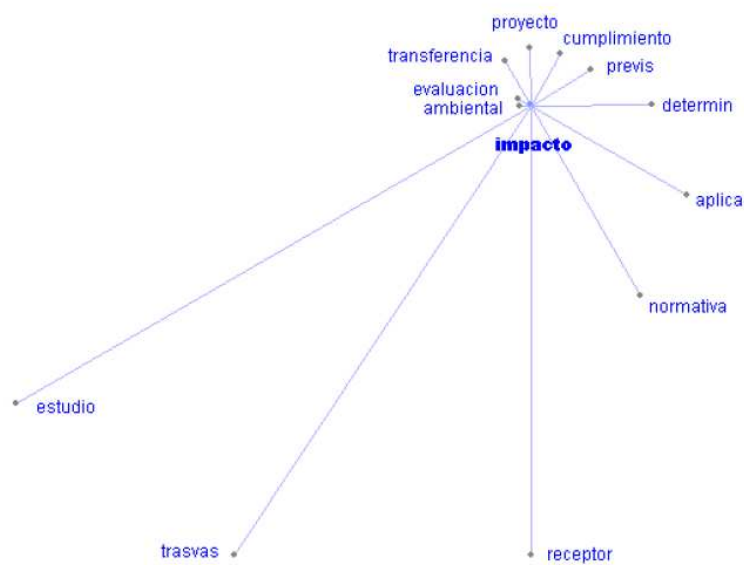 proyecto
cumplimiento
transferencia
previs
evaluacion
ambiental
determin
impacto
aplica
normativa
estudio
trasvas
receptor